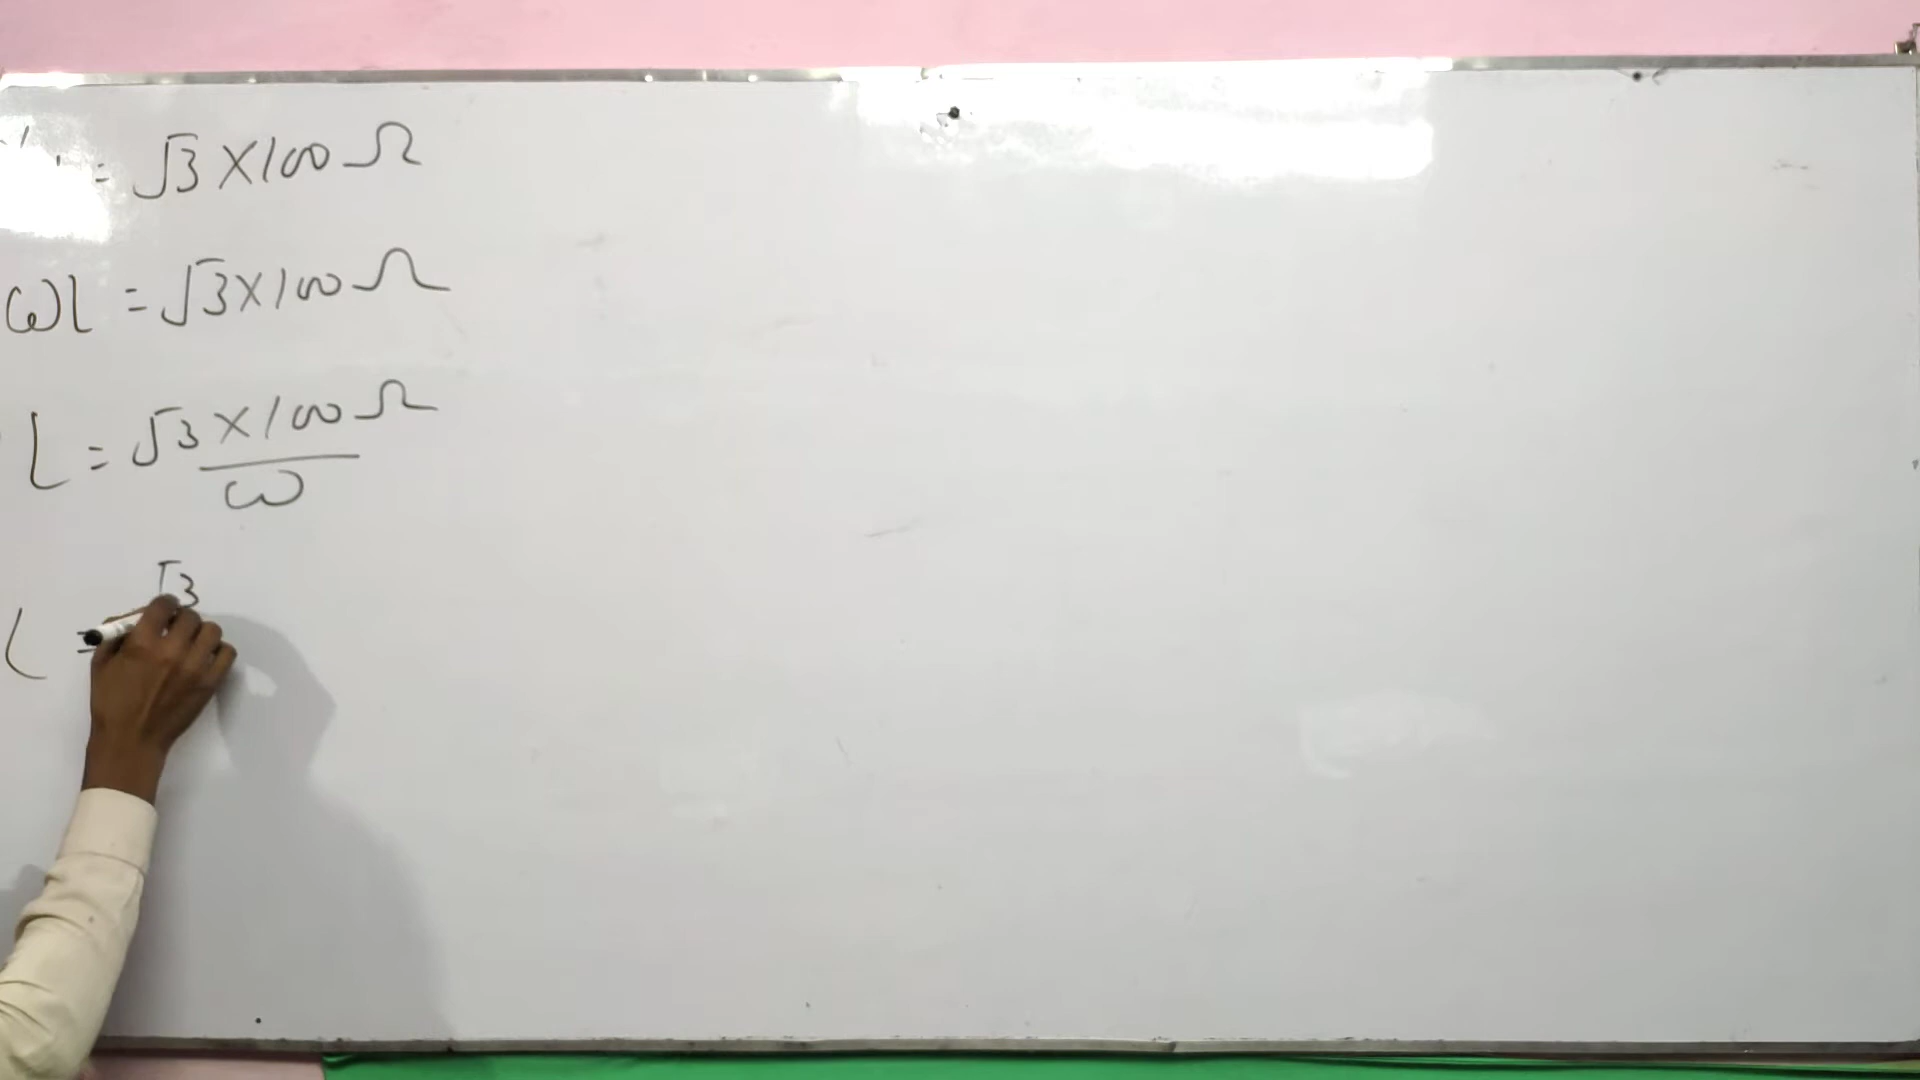 = √3 × 100 Ω
ωL = √3 × 100 Ω
L = √3 × 100 Ω / ω
L = √3